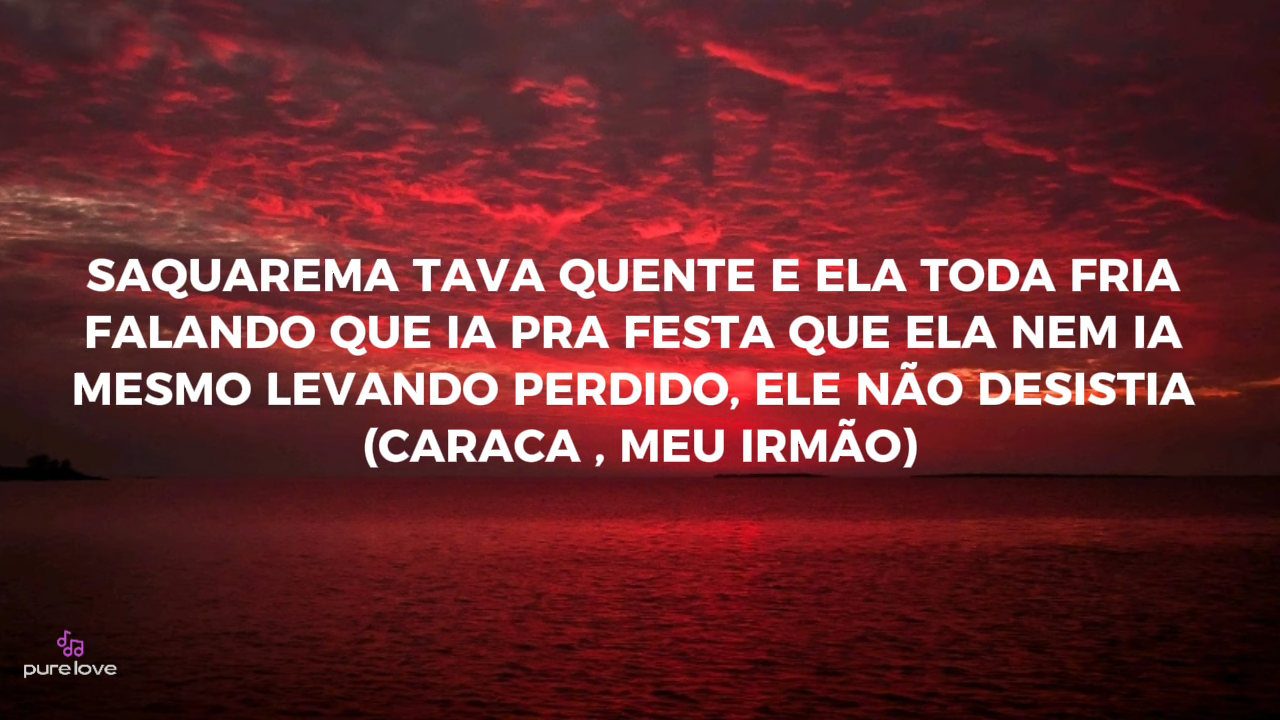 SAQUAREMA TAVA QUENTE E ELA TODA FRIA
FALANDO QUE IA PRA FESTA QUE ELA NEM IA
MESMO LEVANDO PERDIDO, ELE NÃO DESISTIA
(CARACA , MEU IRMÃO)
pure love